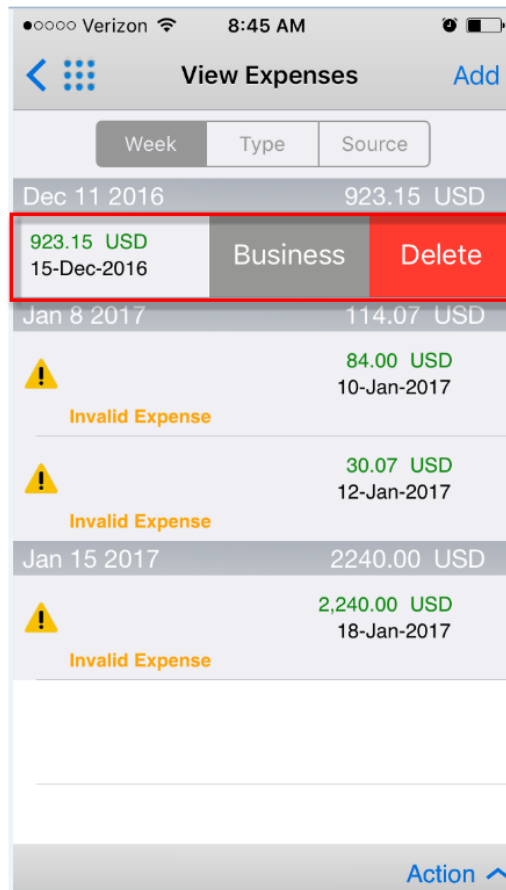 Verizon 8:45 AM
View Expenses Add
Week Type Source
Dec 11 2016 923.15 USD
923.15 USD Business Delete
15-Dec-2016
Jan 8 2017 114.07 USD
84.00 USD
10-Jan-2017
Invalid Expense
30.07 USD
12-Jan-2017
Invalid Expense
Jan 15 2017 2240.00 USD
2,240.00 USD
18-Jan-2017
Invalid Expense
Action